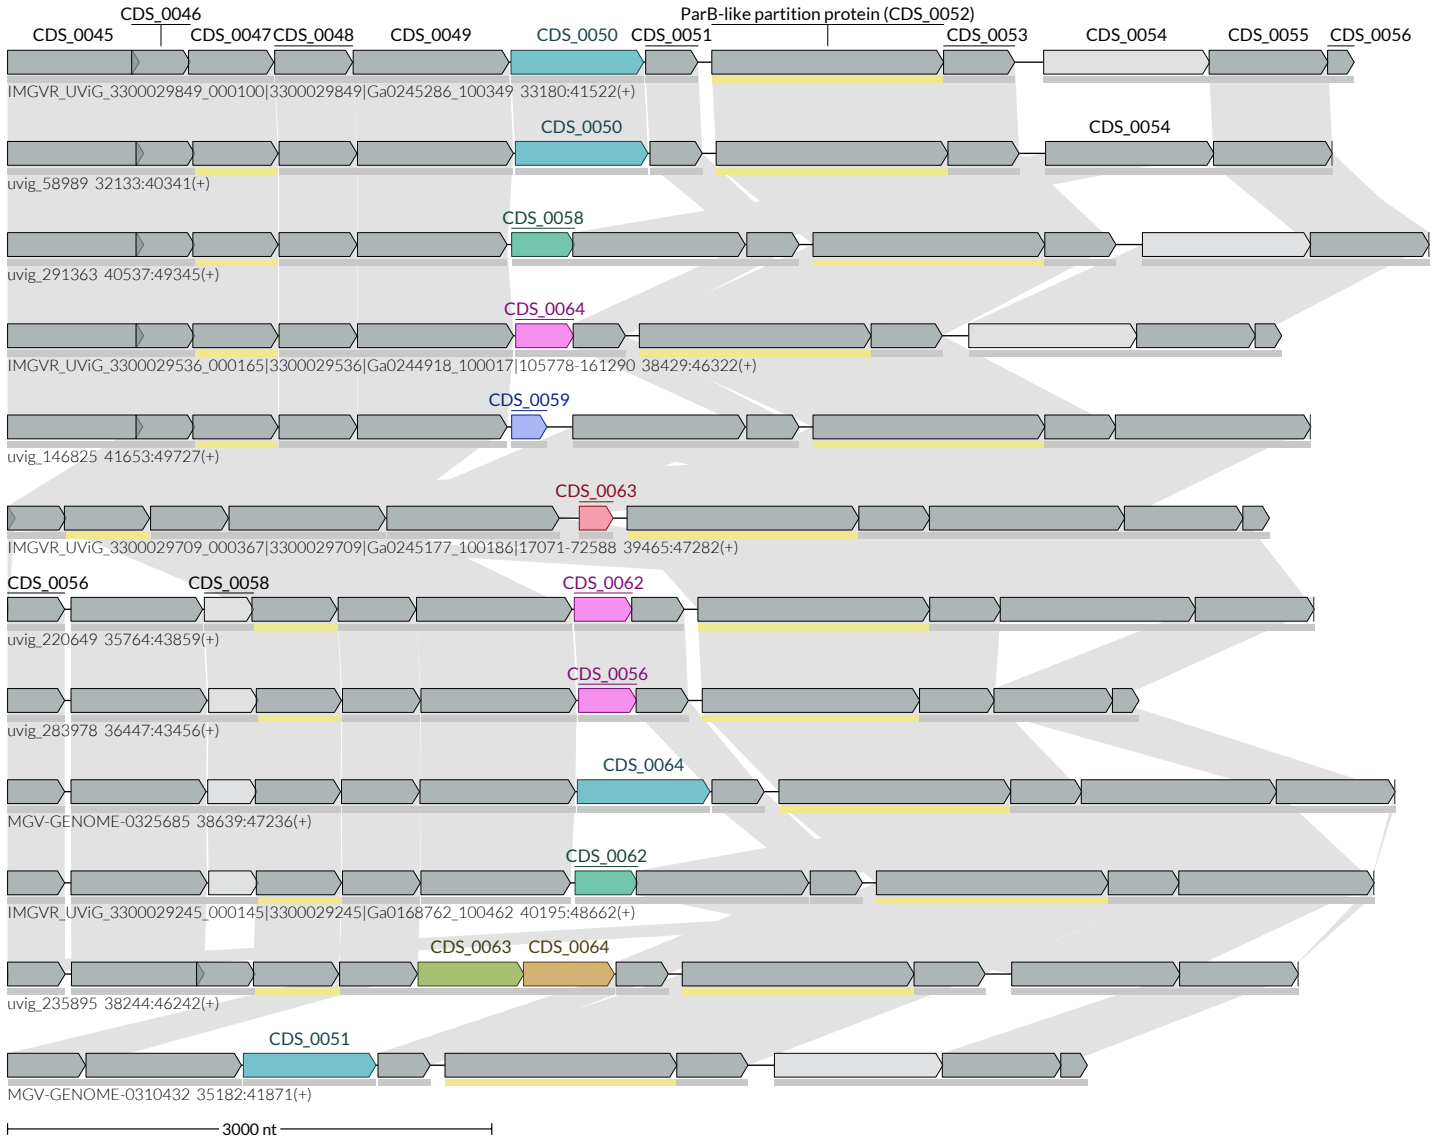 CDS_0046 ParB-like partition protein (CDS_0052)
CDS_0045 CDS_0047 CDS_0048 CDS_0049 CDS_0050 CDS_0051 CDS_0053 CDS_0054 CDS_0055 CDS_0056
IMGVR_UViG_3300029849_000100|3300029849|Ga0245286_100349 33180:41522(+)
CDS_0050 CDS_0054
uvig_58989 32133:40341(+)
CDS_0058
uvig_291363 40537:49345(+)
CDS_0064
IMGVR_UViG_3300029536_000165|3300029536|Ga0244918_100017|105778-161290 38429:46322(+)
CDS_0059
uvig_146825 41653:49727(+)
CDS_0063
IMGVR_UViG_3300029709_000367|3300029709|Ga0245177_100186|17071-72588 39465:47282(+)
CDS_0056 CDS_0058 CDS_0062
uvig_220649 35764:43859(+)
CDS_0056
uvig_283978 36447:43456(+)
CDS_0064
MGV-GENOME-0325685 38639:47236(+)
CDS_0062
IMGVR_UViG_3300029245_000145|3300029245|Ga0168762_100462 40195:48662(+)
CDS_0063 CDS_0064
uvig_235895 38244:46242(+)
CDS_0051
MGV-GENOME-0310432 35182:41871(+)
3000 nt